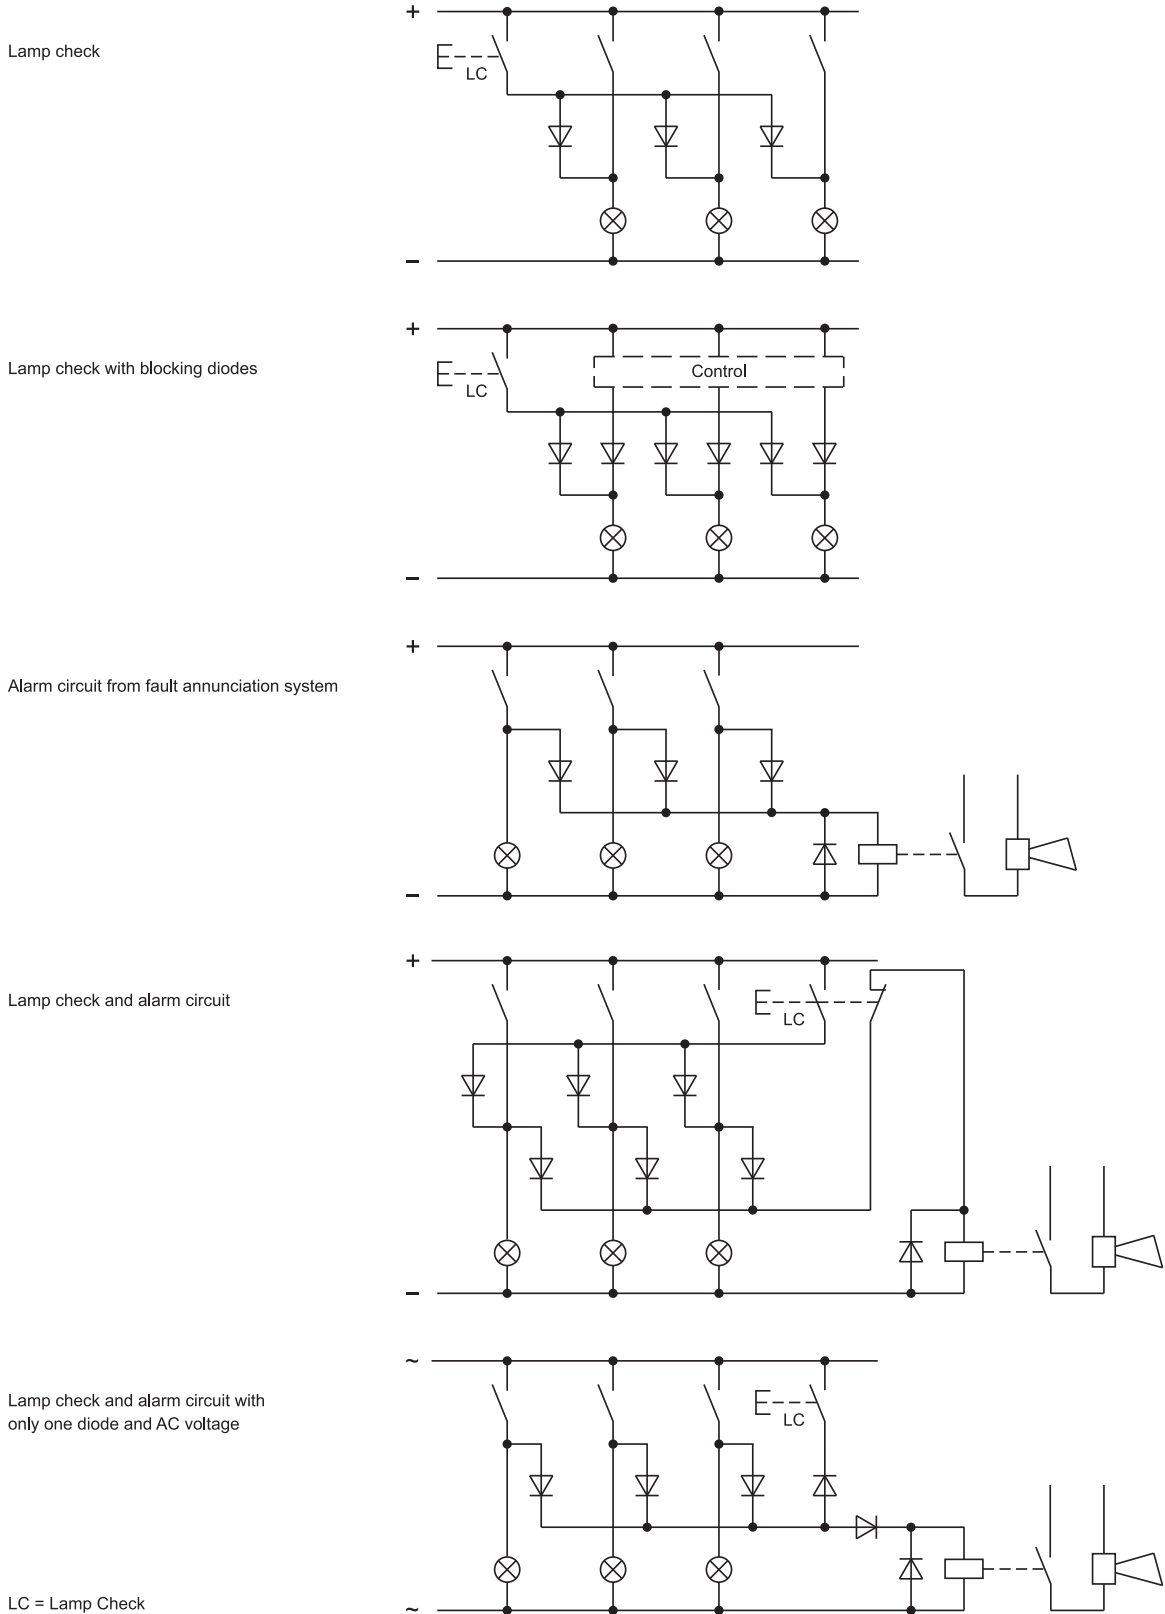 +
Lamp check
LC
–
+
Lamp check with blocking diodes
Control
LC
–
+
Alarm circuit from fault annunciation system
–
+
Lamp check and alarm circuit
LC
–
~
Lamp check and alarm circuit with
only one diode and AC voltage
LC
LC = Lamp Check
~